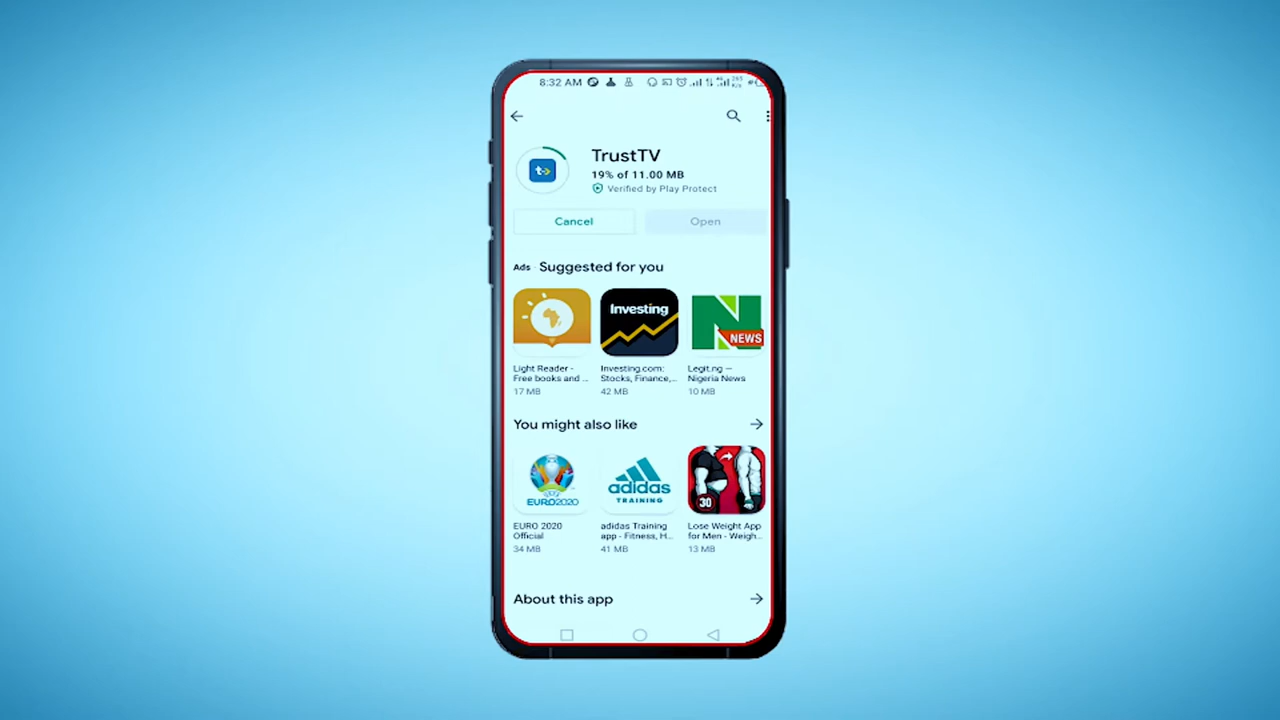 8:32 AM
TrustTV
19% of 11.00 MB
Verified by Play Protect
Cancel
Open
Ads · Suggested for you
Investing
NEWS
Light Reader -
Free books and ...
17 MB
Investing.com:
Stocks, Finance,...
42 MB
Legit.ng —
Nigeria News
10 MB
You might also like
EURO2020
adidas
TRAINING
30
EURO 2020
Official
34 MB
adidas Training
app - Fitness, H...
41 MB
Lose Weight App
for Men - Weigh...
13 MB
About this app